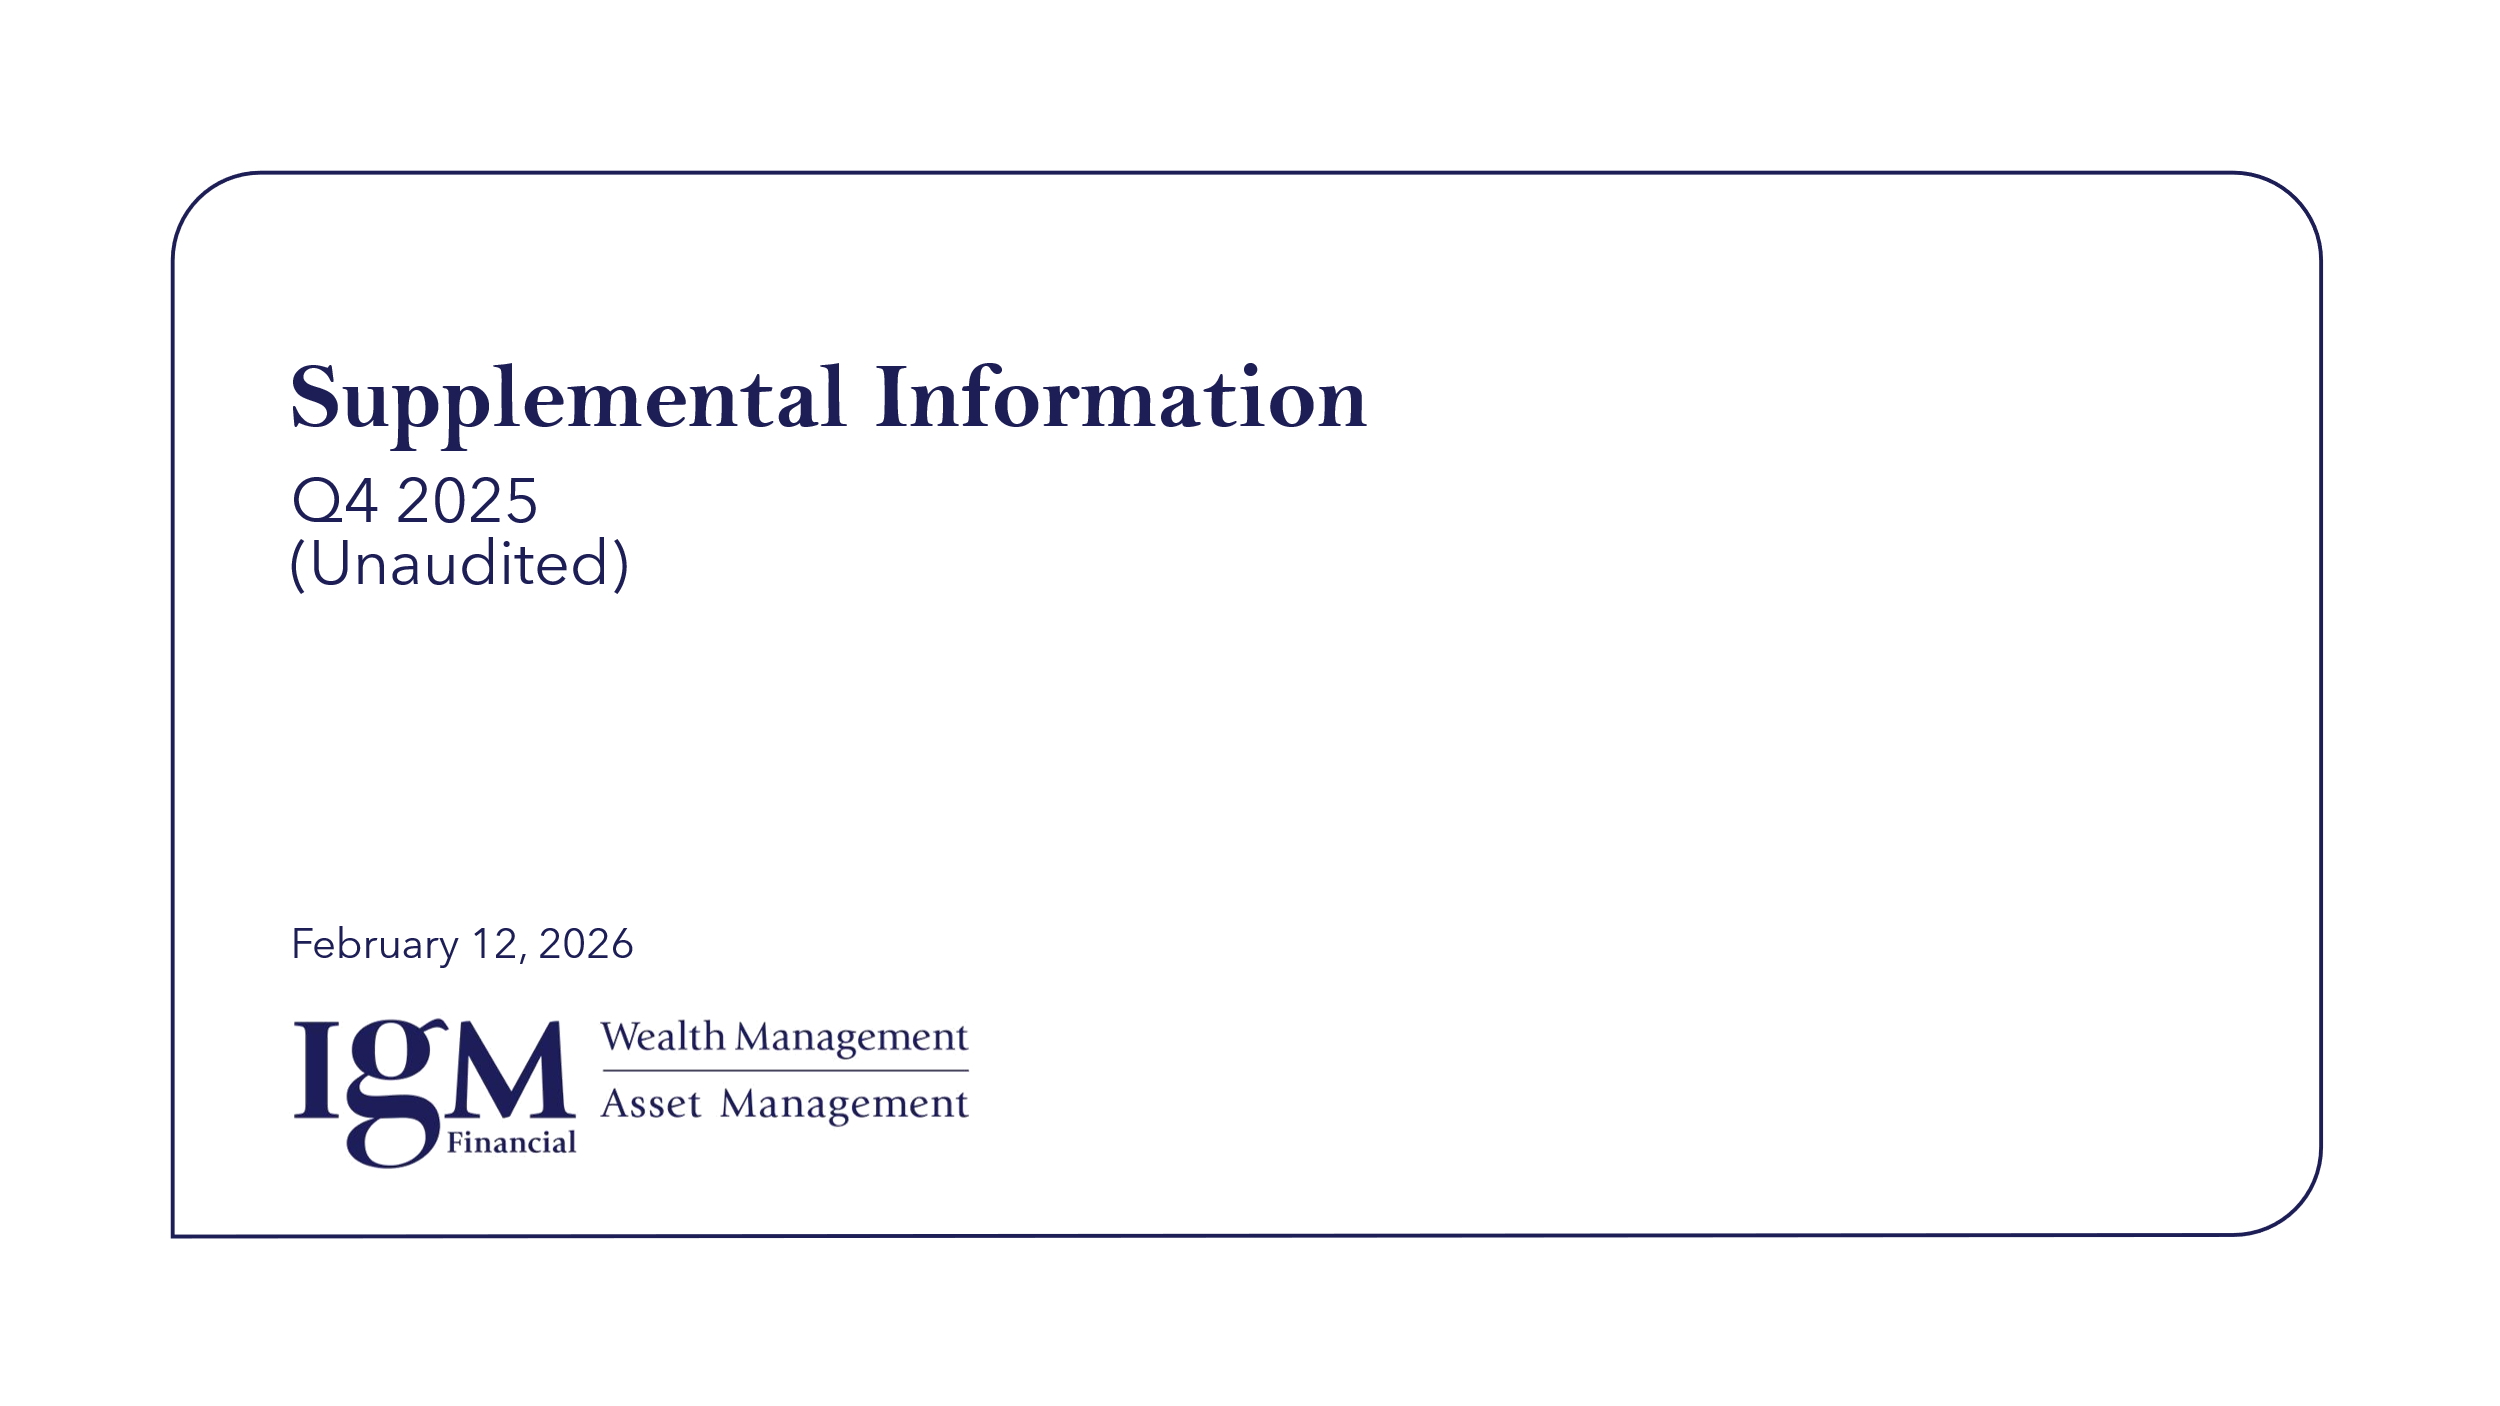 Supplemental Information
Q4 2025
(Unaudited)
February 12, 2026
IgM
Financial
Wealth Management
Asset Management